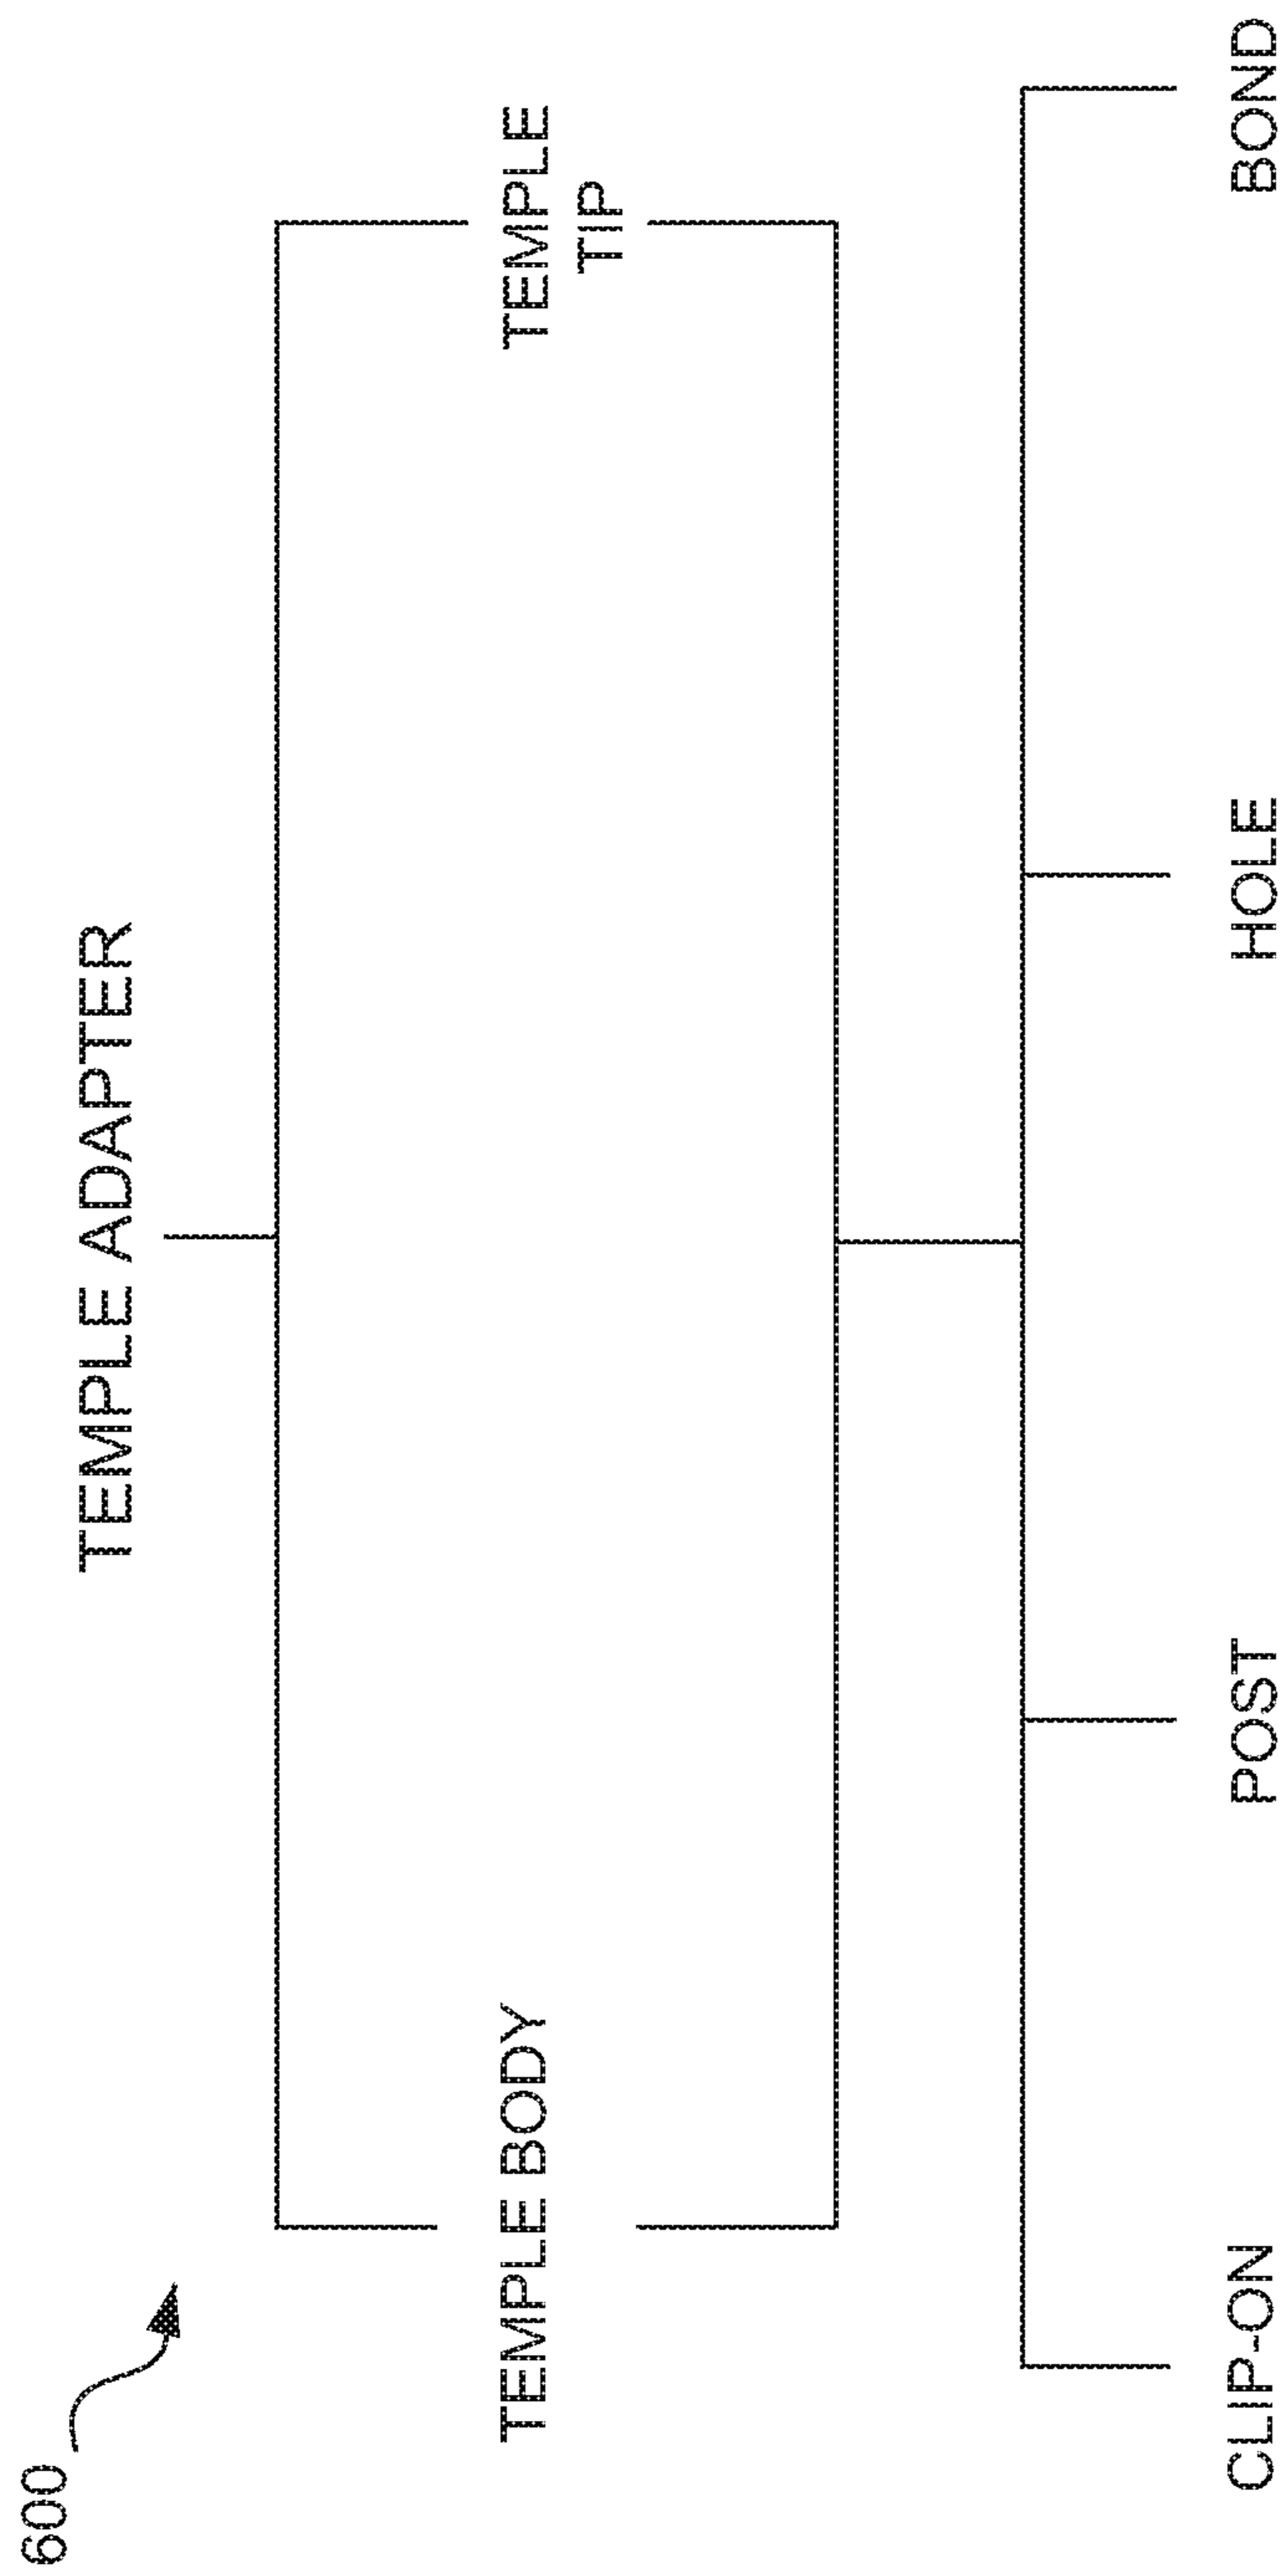 600
TEMPLE ADAPTER
TEMPLE BODY
TEMPLE
TIP
CLIP-ON
POST
HOLE
BOND